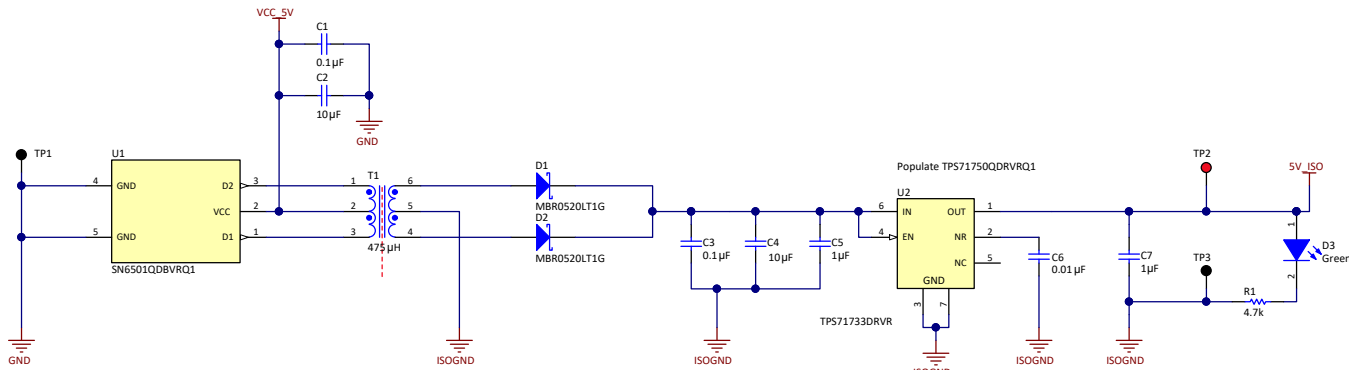 VCC_5V
C1
0.1µF
C2
10µF
GND
TP1
U1
4
GND
D2
3
VCC
2
5
GND
D1
1
SN6501QDBVRQ1
GND
T1
1
6
2
5
3
4
475µH
ISOGND
D1
MBR0520LT1G
D2
MBR0520LT1G
C3
0.1µF
C4
10µF
C5
1µF
ISOGND
Populate TPS71750QDRVRQ1
U2
6
IN
OUT
1
4
EN
NR
2
NC
5
GND
3
7
TPS71733DRVR
ISOGND
C6
0.01µF
ISOGND
C7
1µF
ISOGND
TP2
5V_ISO
TP3
1
D3
Green
2
R1
4.7k